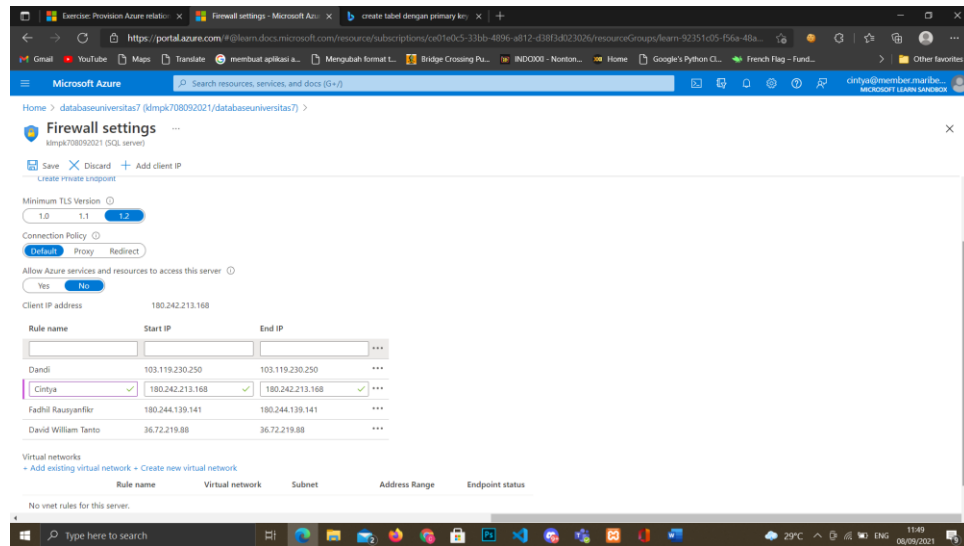 Exercise: Provision Azure relation
Firewall settings - Microsoft Azu
create tabel dengan primary key
https://portal.azure.com/#@learn.docs.microsoft.com/resource/subscriptions/ce01e0c5-33bb-4896-a812-d38f3d023026/resourceGroups/learn-92351c05-f56a-48a...
Gmail YouTube Maps Translate membuat aplikasi a... Mengubah format t... Bridge Crossing Pu... INDOXXI - Nonton... Home Google's Python Cl... French Flag – Fund... Other favorites
Microsoft Azure
Search resources, services, and docs (G+/)
cintya@member.maribe...
MICROSOFT LEARN SANDBOX
Home > databaseuniversitas7 (klmpk708092021/databaseuniversitas7) >
Firewall settings ...
klmpk708092021 (SQL server)
Save Discard Add client IP
Create Private Endpoint
Minimum TLS Version
1.0 1.1 1.2
Connection Policy
Default Proxy Redirect
Allow Azure services and resources to access this server
Yes No
Client IP address 180.242.213.168
Rule name Start IP End IP
Dandi 103.119.230.250 103.119.230.250
Cintya 180.242.213.168 180.242.213.168
Fadhil Rausyanfikr 180.244.139.141 180.244.139.141
David William Tanto 36.72.219.88 36.72.219.88
Virtual networks
+ Add existing virtual network + Create new virtual network
Rule name Virtual network Subnet Address Range Endpoint status
No vnet rules for this server.
Type here to search
29°C ENG
11:49
08/09/2021